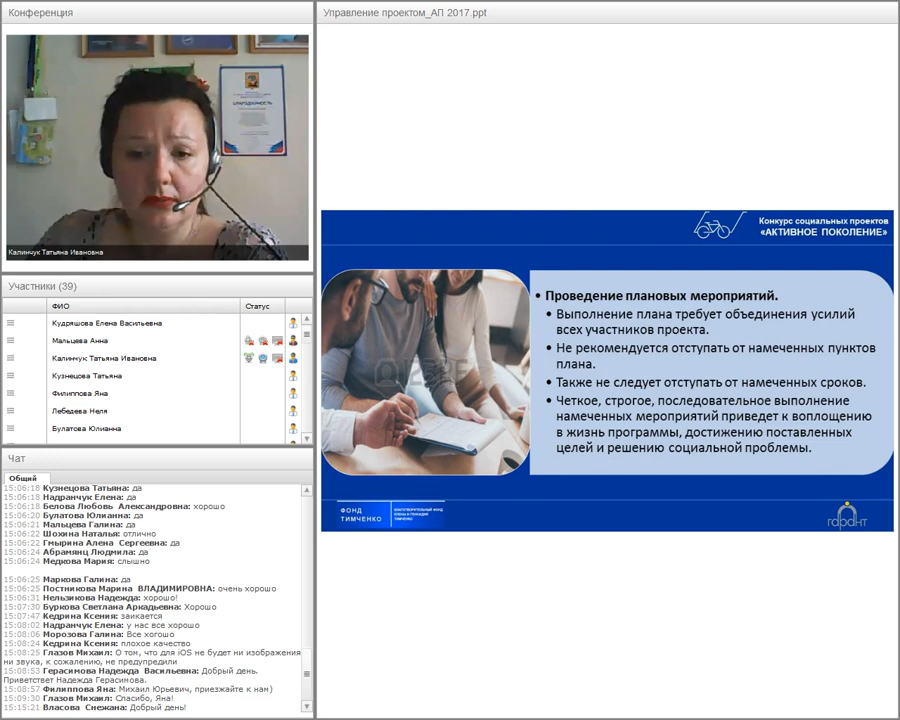 Конференция
БЛАГОДАРНОСТЬ
Калинчук Татьяна Ивановна
Участники (39)
ФИО
Статус
Кудряшова Елена Васильевна
Мальцева Анна
Калинчук Татьяна Ивановна
Кузнецова Татьяна
Филиппова Яна
Лебедева Неля
Булатова Юлианна
Чат
Общий
15:06:18 Кузнецова Татьяна: да
15:06:18 Надранчук Елена: да
15:06:18 Белова Любовь Александровна: хорошо
15:06:20 Булатова Юлианна: да
15:06:21 Мальцева Галина: да
15:06:22 Шохина Наталья: отлично
15:06:22 Гмырина Алена Сергеевна: да
15:06:24 Абрамянц Людмила: да
15:06:24 Медкова Мария: слышно
15:06:25 Маркова Галина: да
15:06:25 Постникова Марина ВЛАДИМИРОВНА: очень хорошо
15:06:31 Нельзикова Надежда: хорошо!
15:07:30 Буркова Светлана Аркадьевна: Хорошо
15:07:47 Кедрина Ксения: заикается
15:08:02 Надранчук Елена: у нас все хорошо
15:08:06 Морозова Галина: Все хогошо
15:08:24 Кедрина Ксения: плохое качество
15:08:25 Глазов Михаил: О том, что для iOS не будет ни изображения
ни звука, к сожалению, не предупредили
15:08:53 Герасимова Надежда Васильевна: Добрый день.
Приветствет Надежда Герасимова.
15:08:57 Филиппова Яна: Михаил Юрьевич, приезжайте к нам)
15:09:30 Глазов Михаил: Спасибо, Яна!
15:15:21 Власова Снежана: Добрый день!
Управление проектом_АП 2017.ppt
Конкурс социальных проектов
«АКТИВНОЕ ПОКОЛЕНИЕ»
• Проведение плановых мероприятий.
• Выполнение плана требует объединения усилий
всех участников проекта.
• Не рекомендуется отступать от намеченных пунктов
плана.
• Также не следует отступать от намеченных сроков.
• Четкое, строгое, последовательное выполнение
намеченных мероприятий приведет к воплощению
в жизнь программы, достижению поставленных
целей и решению социальной проблемы.
123RF
ФОНД
ТИМЧЕНКО
БЛАГОТВОРИТЕЛЬНЫЙ ФОНД
ЕЛЕНЫ И ГЕННАДИЯ
ТИМЧЕНКО
гарант